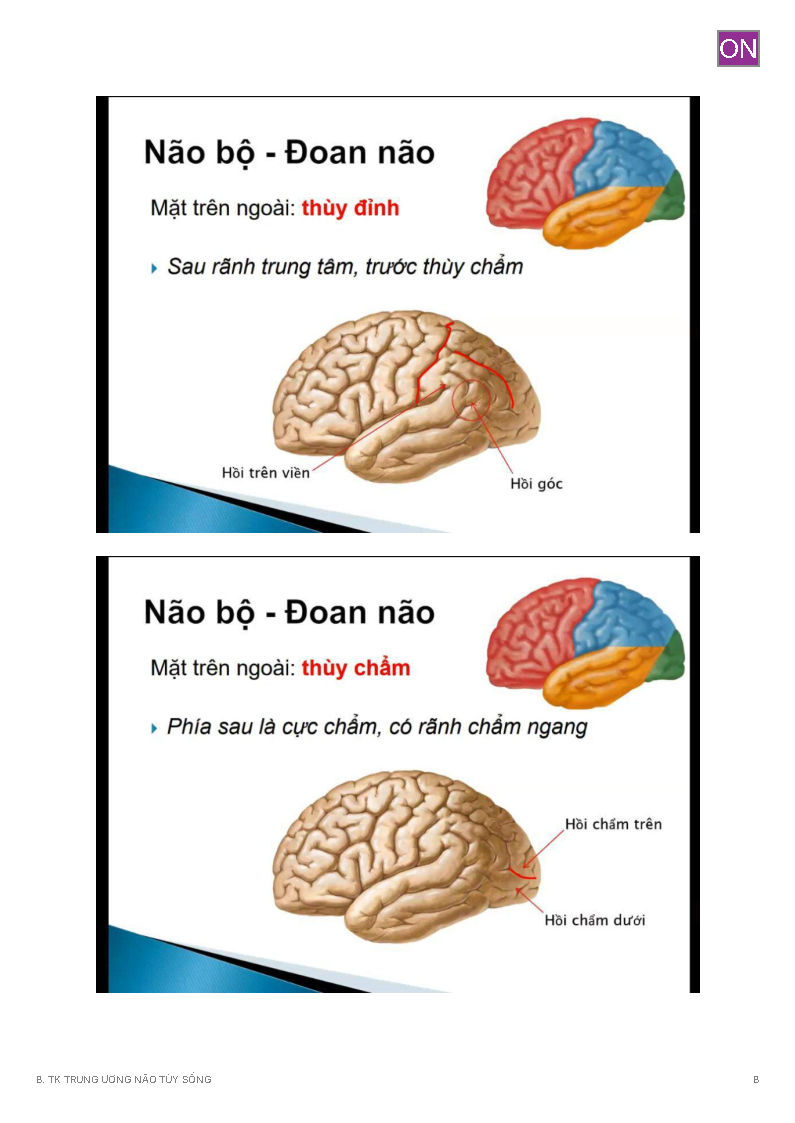 ON
Não bộ - Đoan não
Mặt trên ngoài: thùy đỉnh
Sau rãnh trung tâm, trước thùy chẩm
Hồi trên viền
Hồi góc
Não bộ - Đoan não
Mặt trên ngoài: thùy chẩm
Phía sau là cực chẩm, có rãnh chẩm ngang
Hồi chẩm trên
Hồi chẩm dưới
B. TK TRUNG ƯƠNG NÃO TỦY SỐNG
B